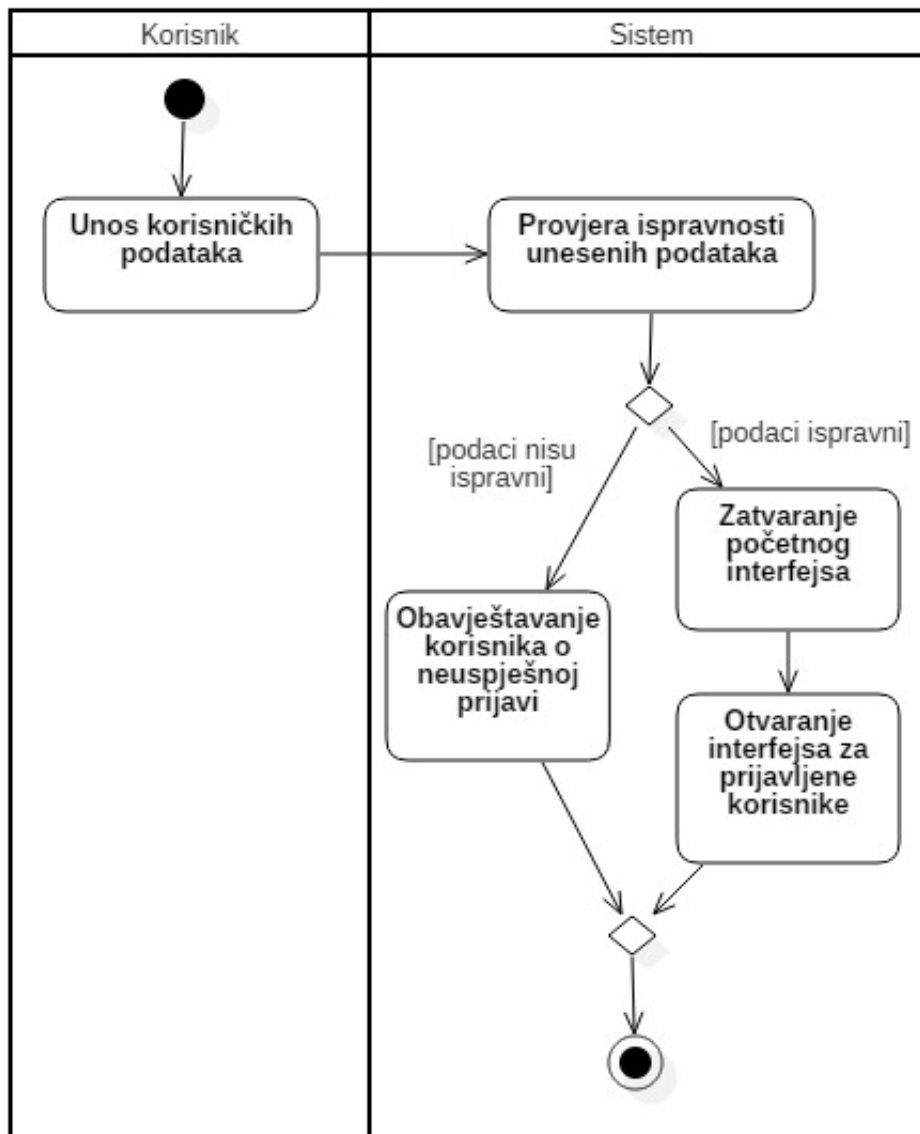 Korisnik
Sistem
Unos korisničkih
podataka
Provjera ispravnosti
unesenih podataka
[podaci nisu
ispravni]
[podaci ispravni]
Zatvaranje
početnog
interfejsa
Obavještavanje
korisnika o
neuspješnoj
prijavi
Otvaranje
interfejsa za
prijavljene
korisnike